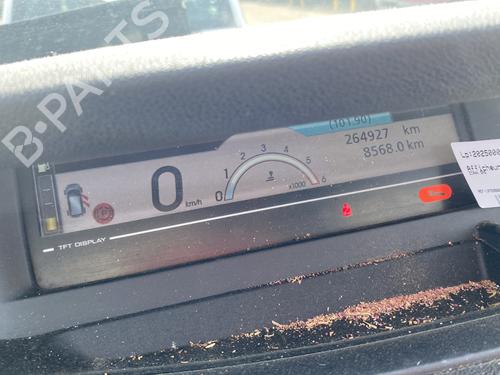 B-PARTS
(101.90)
264927 km
8568.0 km
0 km/h
0 1 2 3 4 5 6
x1000
TFT DISPLAY
Afficheur